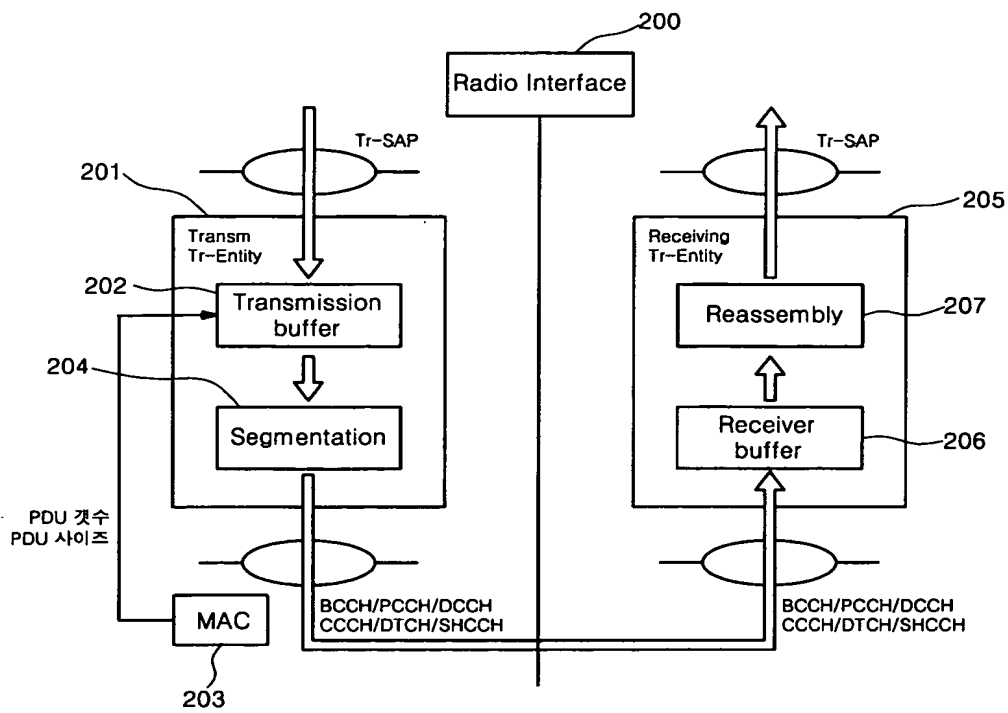 200
Radio Interface
Tr-SAP
Tr-SAP
201
205
Transm
Tr-Entity
Receiving
Tr-Entity
202
Transmission
buffer
Reassembly
207
204
Segmentation
Receiver
buffer
206
PDU 갯수
PDU 사이즈
BCCH/PCCH/DCCH
CCCH/DTCH/SHCCH
BCCH/PCCH/DCCH
CCCH/DTCH/SHCCH
MAC
203